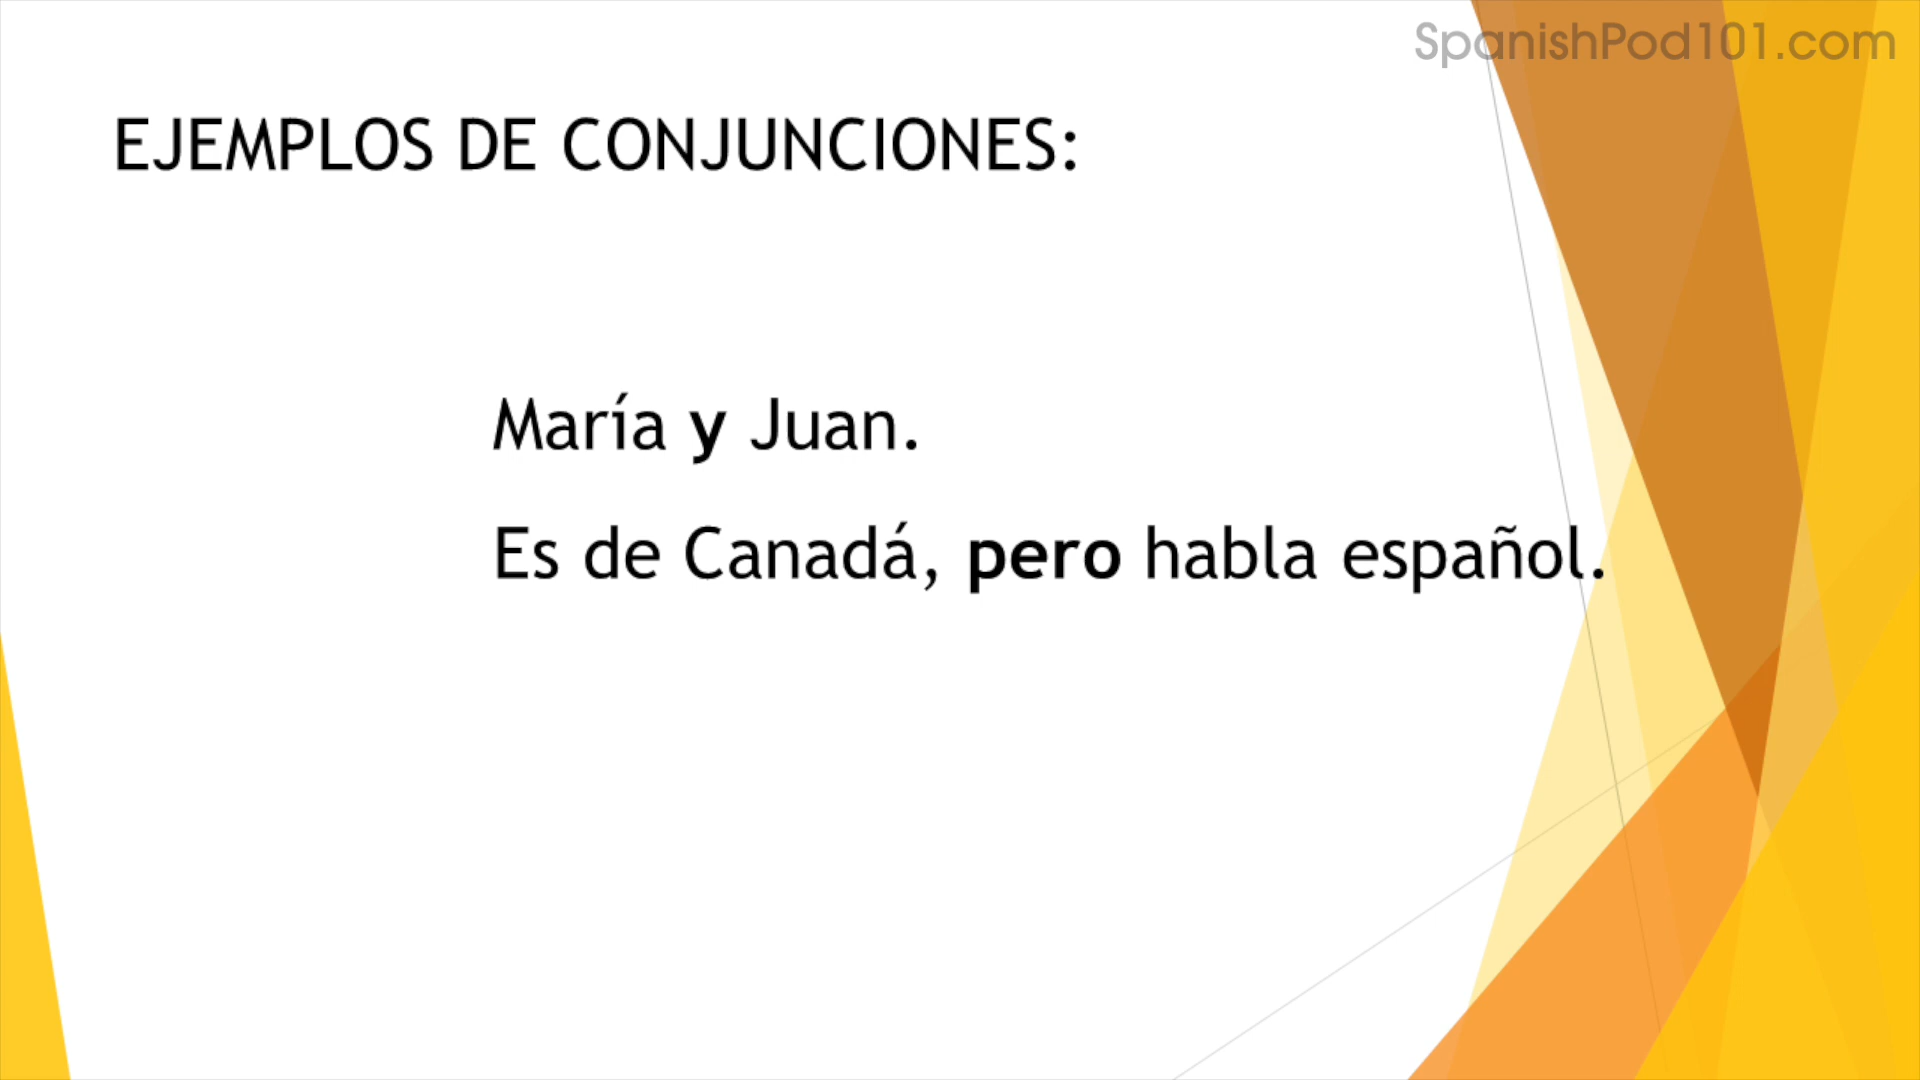 SpanishPod101.com
EJEMPLOS DE CONJUNCIONES:
María y Juan.
Es de Canadá, pero habla español.